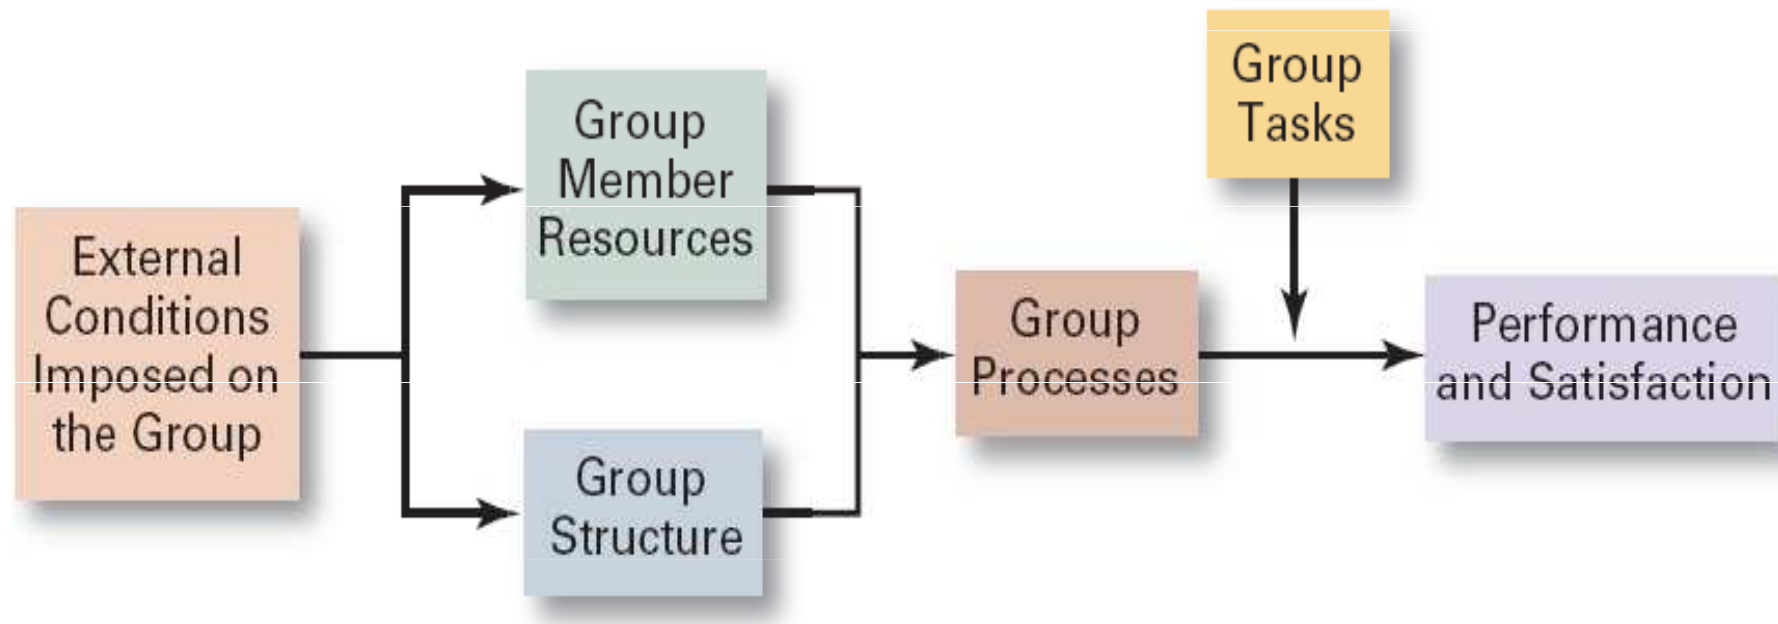 External
Conditions
Imposed on
the Group
Group
Member
Resources
Group
Structure
Group
Processes
Group
Tasks
Performance
and Satisfaction